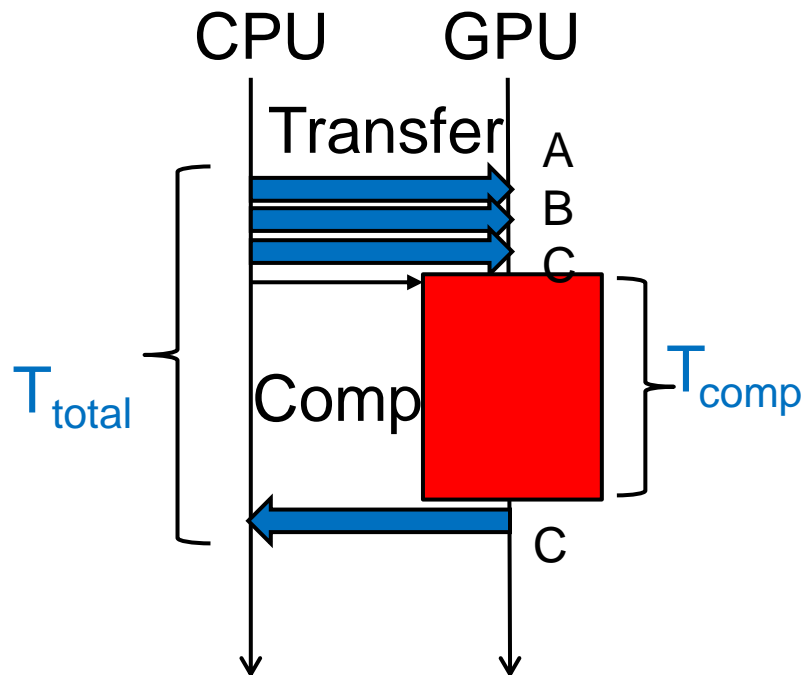 CPU GPU
Transfer
A
B
C
T_total
Comp
T_comp
C